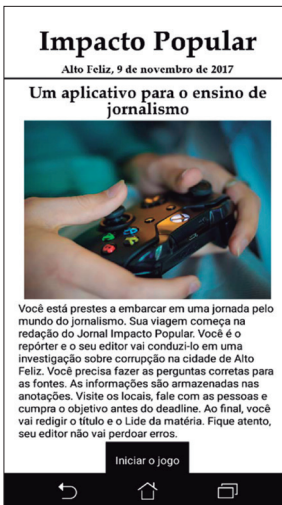 Impacto Popular
Alto Feliz, 9 de novembro de 2017
Um aplicativo para o ensino de
jornalismo
Você está prestes a embarcar em uma jornada pelo
mundo do jornalismo. Sua viagem começa na
redação do Jornal Impacto Popular. Você é o
repórter e o seu editor vai conduzi-lo em uma
investigação sobre corrupção na cidade de Alto
Feliz. Você precisa fazer as perguntas corretas para
as fontes. As informações são armazenadas nas
anotações. Visite os locais, fale com as pessoas e
cumpra o objetivo antes do deadline. Ao final, você
vai redigir o título e o Lide da matéria. Fique atento,
seu editor não vai perdoar erros.
Iniciar o jogo